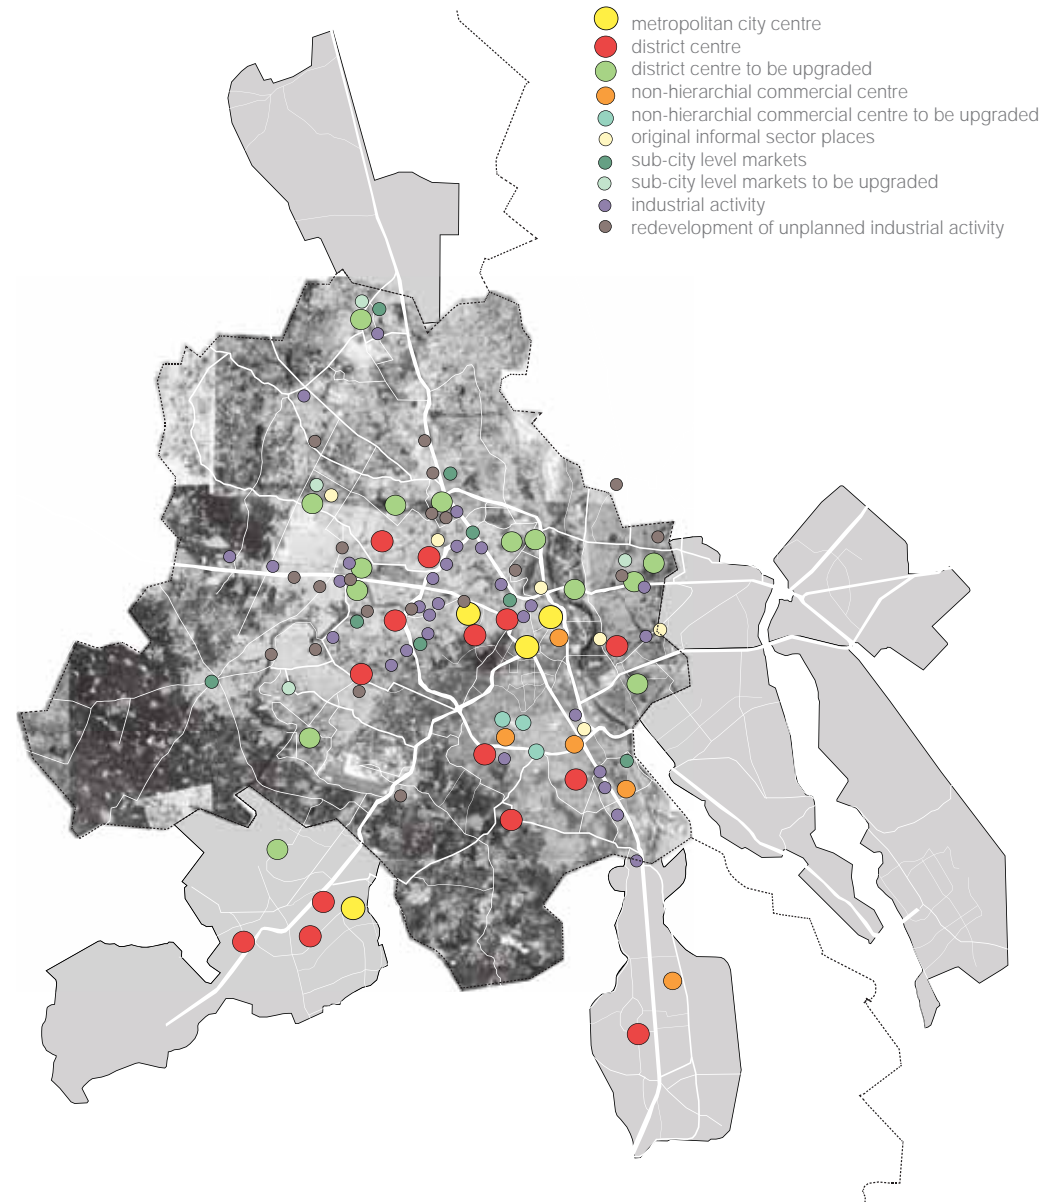 metropolitan city centre
district centre
district centre to be upgraded
non-hierarchial commercial centre
non-hierarchial commercial centre to be upgraded
original informal sector places
sub-city level markets
sub-city level markets to be upgraded
industrial activity
redevelopment of unplanned industrial activity